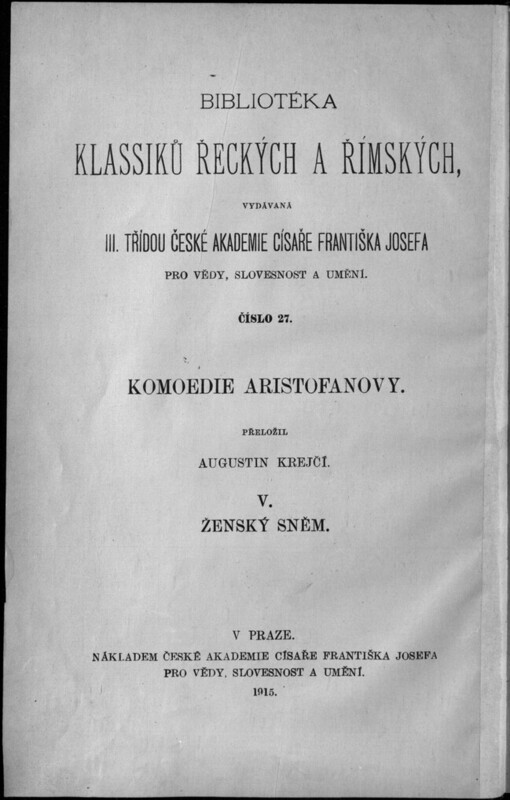 BIBLIOTÉKA
KLASSIKŮ ŘECKÝCH A ŘÍMSKÝCH,
VYDÁVANÁ
III. TŘÍDOU ČESKÉ AKADEMIE CÍSAŘE FRANTIŠKA JOSEFA
PRO VĚDY, SLOVESNOST A UMĚNÍ.
ČÍSLO 27.
KOMOEDIE ARISTOFANOVY.
PŘELOŽIL
AUGUSTIN KREJČÍ.
V.
ŽENSKÝ SNĚM.
V PRAZE.
NÁKLADEM ČESKÉ AKADEMIE CÍSAŘE FRANTIŠKA JOSEFA
PRO VĚDY, SLOVESNOST A UMĚNÍ.
1915.